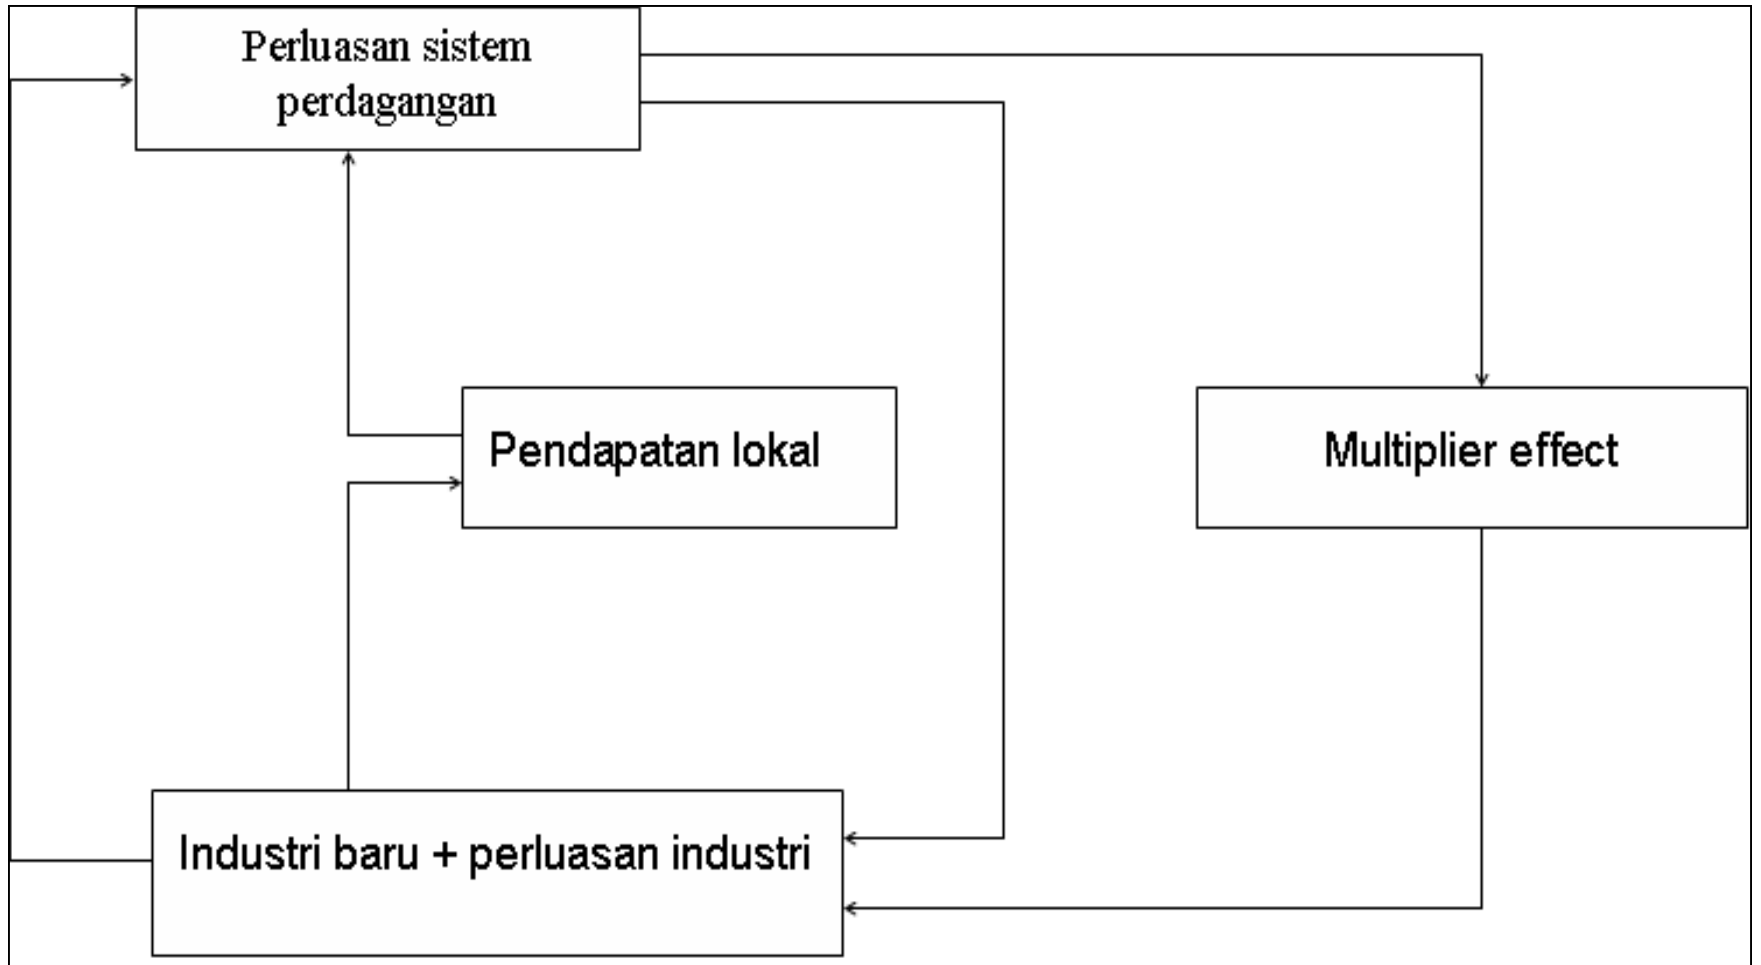 Perluasan sistem
perdagangan
Pendapatan lokal
Multiplier effect
Industri baru + perluasan industri